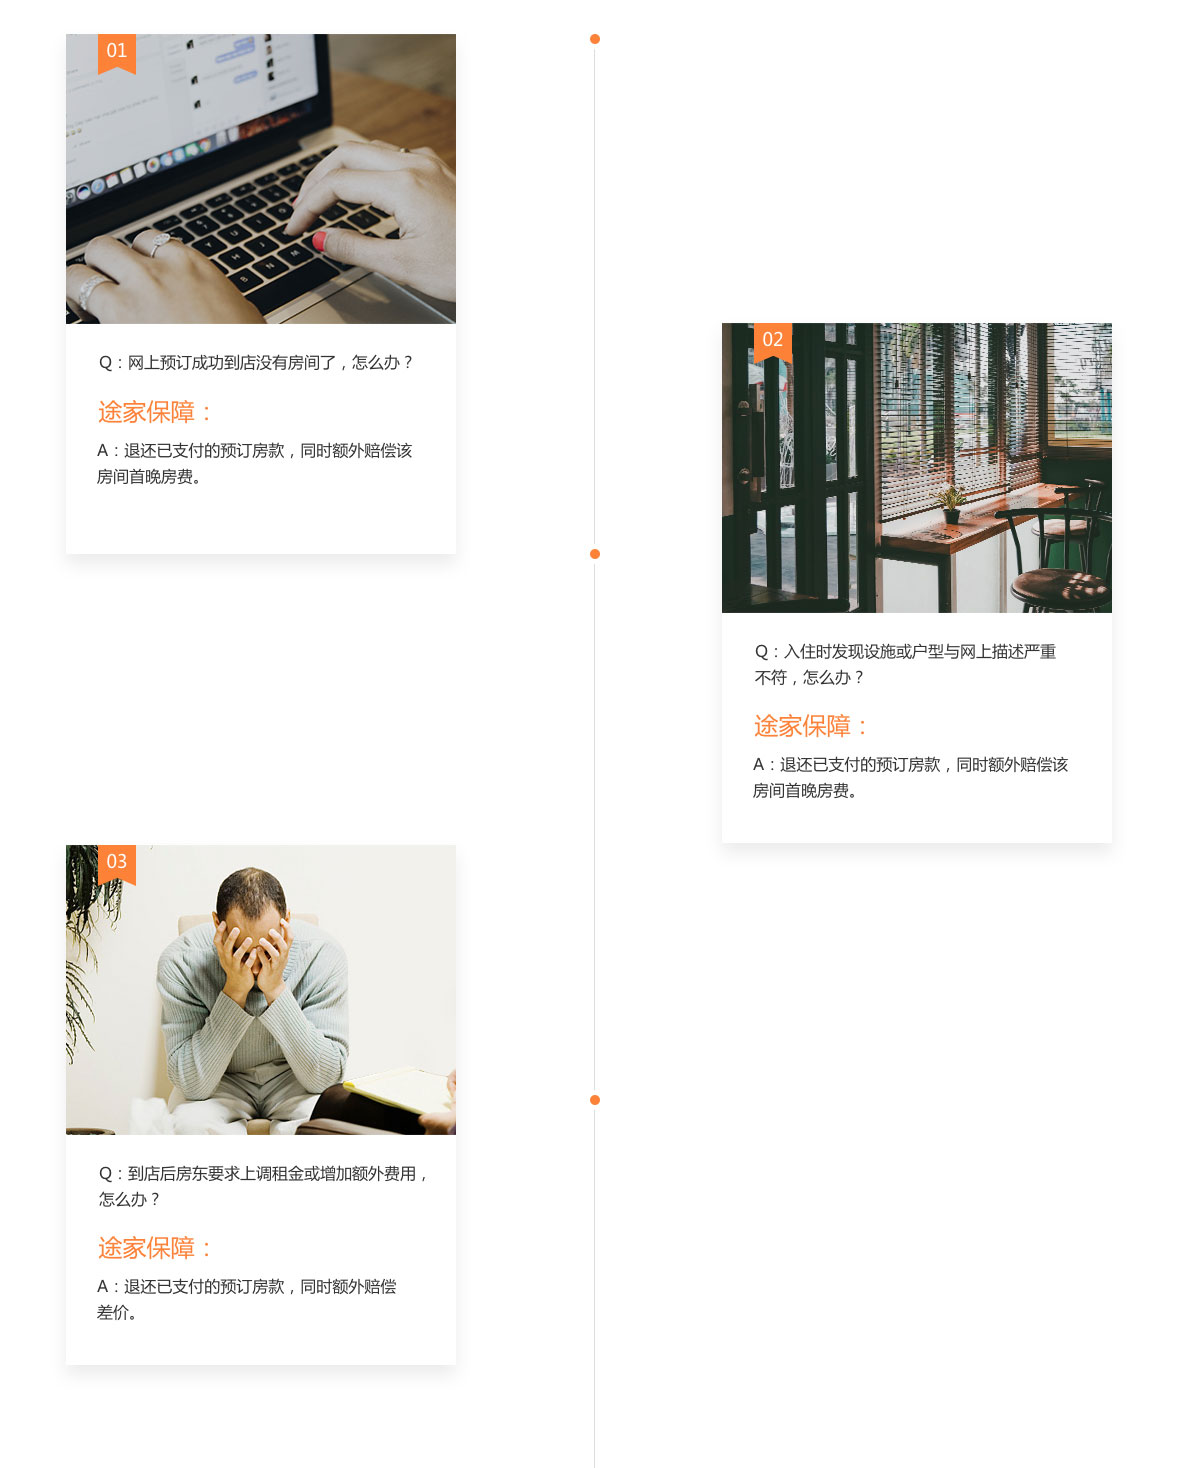 01
Q：网上预订成功到店没有房间了，怎么办？
途家保障：
A：退还已支付的预订房款，同时额外赔偿该
房间首晚房费。
02
Q：入住时发现设施或户型与网上描述严重
不符，怎么办？
途家保障：
A：退还已支付的预订房款，同时额外赔偿该
房间首晚房费。
03
Q：到店后房东要求上调租金或增加额外费用，
怎么办？
途家保障：
A：退还已支付的预订房款，同时额外赔偿
差价。